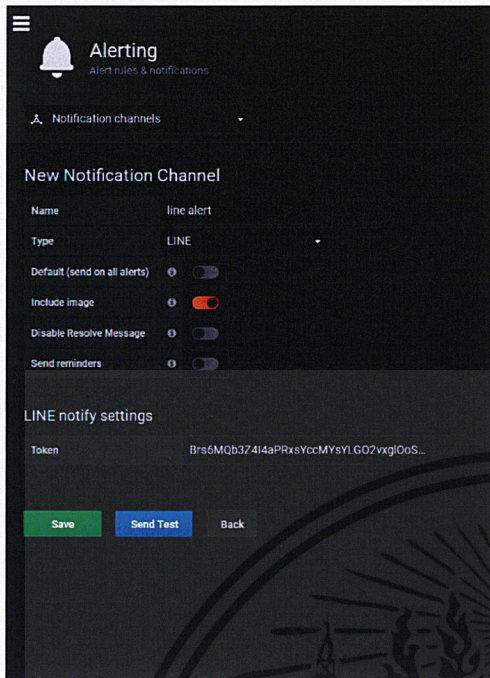 Alerting
Alert rules & notifications
Notification channels
New Notification Channel
Name line alert
Type LINE
Default (send on all alerts)
Include image
Disable Resolve Message
Send reminders
LINE notify settings
Token Brs6MQb3Z4I4aPRxsYccMYsYLGO2vxglOoS...
Save Send Test Back